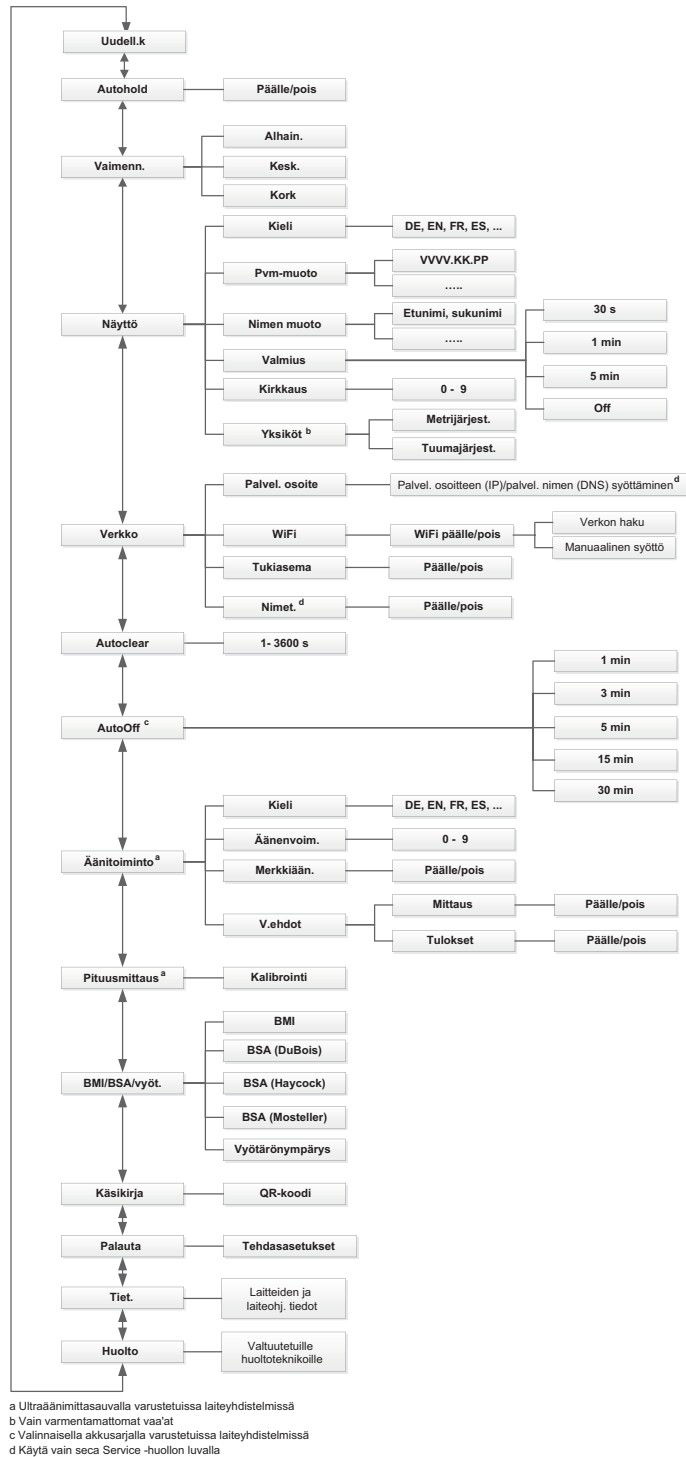 Uudell.k
Autohold
Päälle/pois
Vaimenn.
Alhain.
Kesk.
Kork
Näyttö
Kieli
DE, EN, FR, ES, ...
Pvm-muoto
VVVV.KK.PP
.....
Nimen muoto
Etunimi, sukunimi
.....
Valmius
30 s
1 min
5 min
Off
Kirkkaus
0 - 9
Yksiköt b
Metrijärjest.
Tuumajärjest.
Verkko
Palvel. osoite
Palvel. osoitteen (IP)/palvel. nimen (DNS) syöttäminen d
WiFi
WiFi päälle/pois
Verkon haku
Manuaalinen syöttö
Tukiasema
Päälle/pois
Nimet. d
Päälle/pois
Autoclear
1- 3600 s
AutoOff c
1 min
3 min
5 min
15 min
30 min
Äänitoiminto a
Kieli
DE, EN, FR, ES, ...
Äänenvoim.
0 - 9
Merkkiään.
Päälle/pois
V.ehdot
Mittaus
Päälle/pois
Tulokset
Päälle/pois
Pituusmittaus a
Kalibrointi
BMI/BSA/vyöt.
BMI
BSA (DuBois)
BSA (Haycock)
BSA (Mosteller)
Vyötärönympärys
Käsikirja
QR-koodi
Palauta
Tehdasasetukset
Tiet.
Laitteiden ja
laiteohj. tiedot
Huolto
Valtuutetuille
huoltoteknikoille
a Ultraäänimittasauvalla varustetuissa laiteyhdistelmissä
b Vain varmentamattomat vaa'at
c Valinnaisella akkusarjalla varustetuissa laiteyhdistelmissä
d Käytä vain seca Service -huollon luvalla